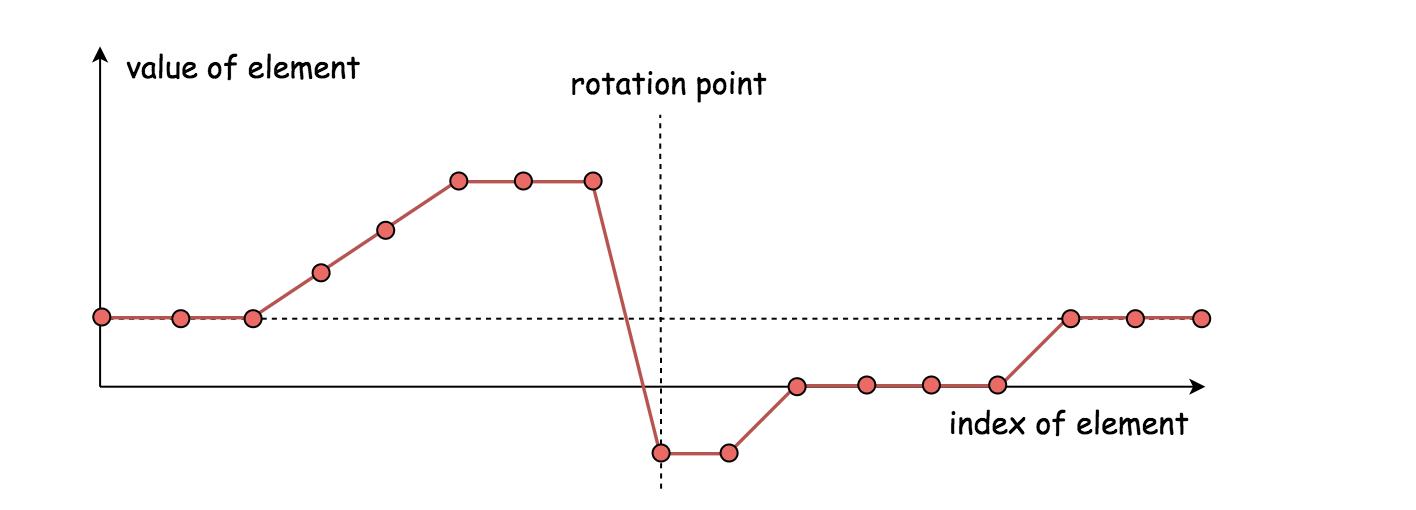 value of element
rotation point
index of element